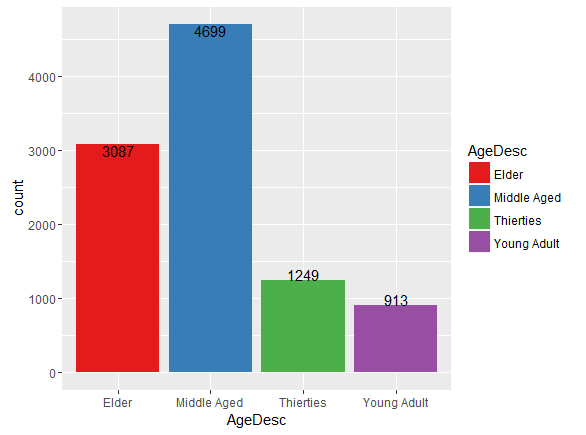 count
4000
3000
2000
1000
0
3087
4699
1249
913
Elder
Middle Aged
Thierties
Young Adult
AgeDesc
AgeDesc
Elder
Middle Aged
Thierties
Young Adult